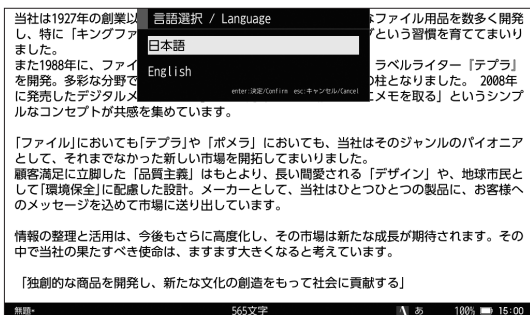 当社は1927年の創業以
なファイル用品を数多く開発
し、特に「キングファ
グという習慣を育ててまいり
ました。
また1988年に、ファイ
ラベルライター『テプラ』
を開発。多彩な分野で
の柱となりました。 2008年
に発売したデジタルメ
にメモを取る」というシンプ
ルなコンセプトが共感を集めています。
言語選択 / Language
日本語
English
enter:決定/Confirm esc:キャンセル/Cancel
「ファイル」においても「テプラ」や「ポメラ」においても、当社はそのジャンルのパイオニア
として、それまでなかった新しい市場を開拓してまいりました。
顧客満足に立脚した「品質主義」はもとより、長い間愛される「デザイン」や、地球市民と
して「環境保全」に配慮した設計。メーカーとして、当社はひとつひとつの製品に、お客様へ
のメッセージを込めて市場に送り出しています。
情報の整理と活用は、今後もさらに高度化し、その市場は新たな成長が期待されます。その
中で当社の果たすべき使命は、ますます大きくなると考えています。
「独創的な商品を開発し、新たな文化の創造をもって社会に貢献する」
無題* 565文字 あ 100% 15:00